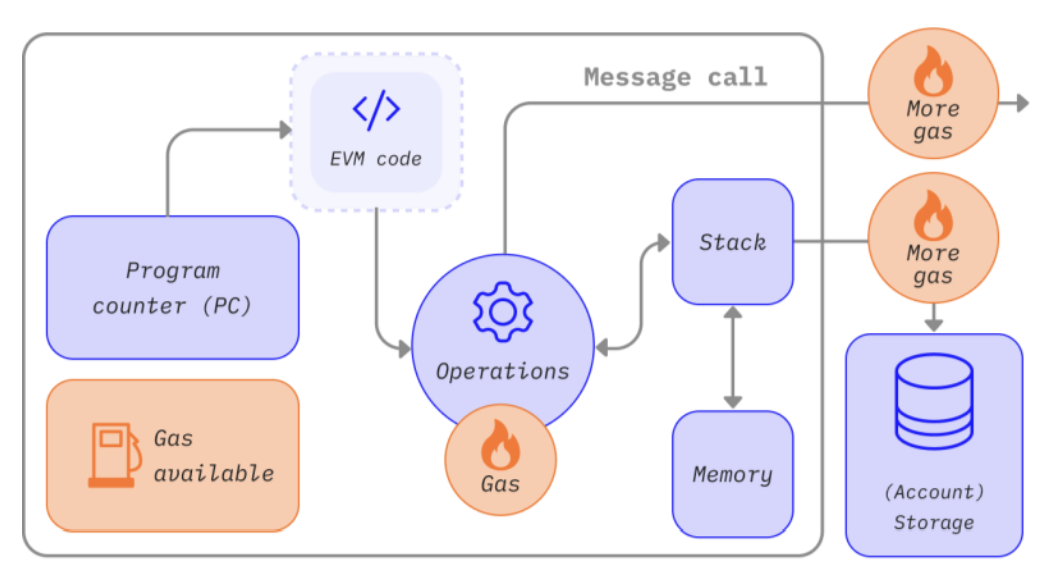 Message call
More
gas
</>
EVM code
More
gas
Stack
Program
counter (PC)
Operations
Gas
available
Gas
Memory
(Account)
Storage